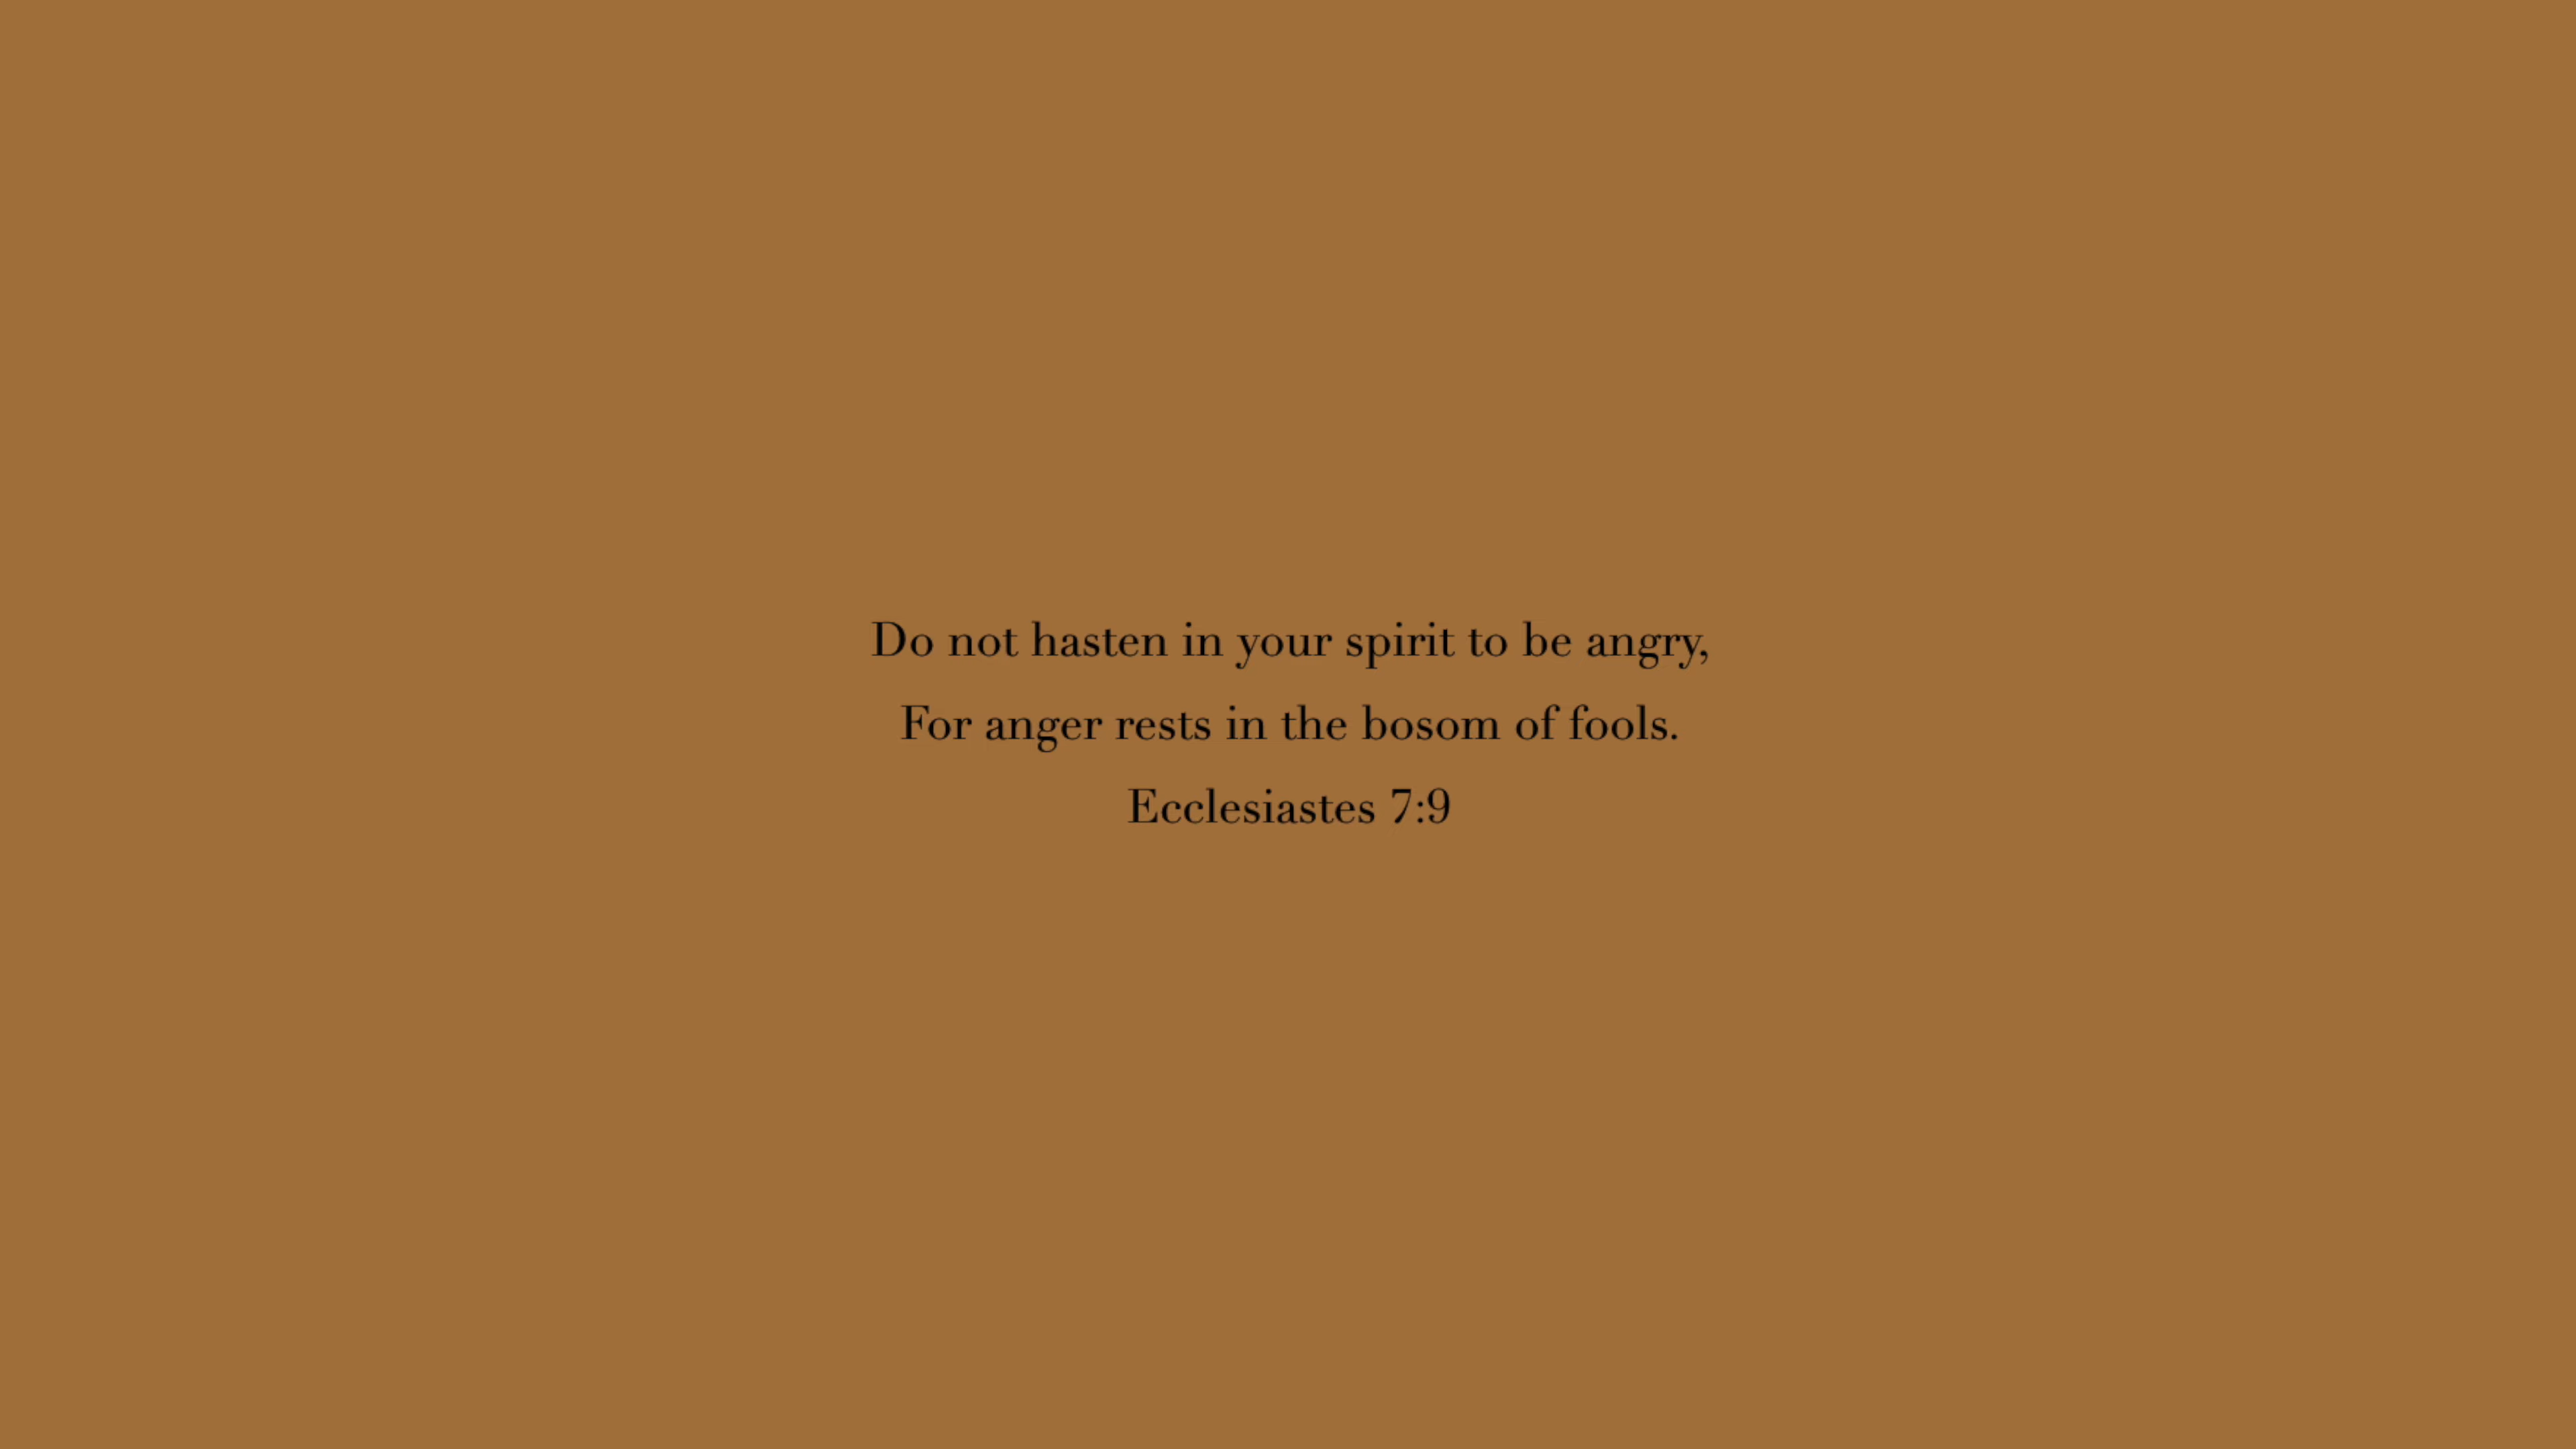 Do not hasten in your spirit to be angry,
For anger rests in the bosom of fools.
Ecclesiastes 7:9